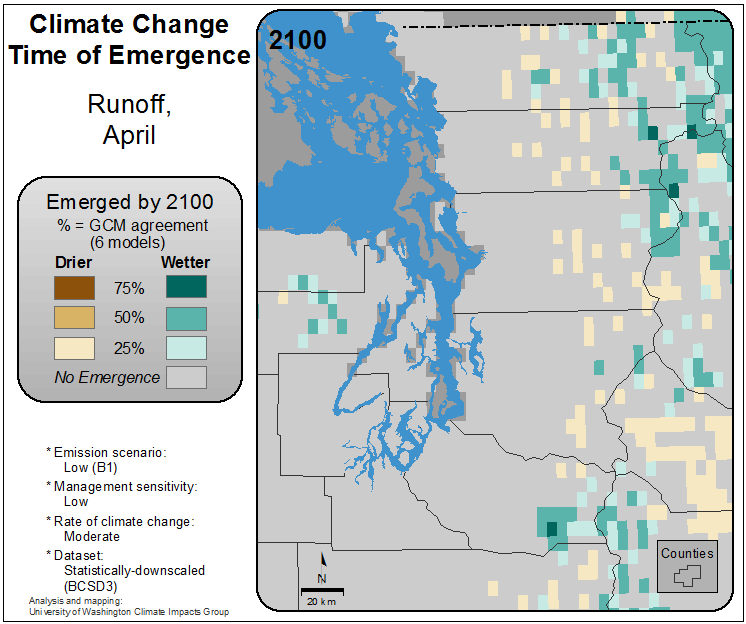 Climate Change
Time of Emergence
Runoff,
April
Emerged by 2100
% = GCM agreement
(6 models)
Drier Wetter
75%
50%
25%
No Emergence
* Emission scenario:
Low (B1)
* Management sensitivity:
Low
* Rate of climate change:
Moderate
* Dataset:
Statistically-downscaled
(BCSD3)
Analysis and mapping:
University of Washington Climate Impacts Group
2100
N
20 km
Counties